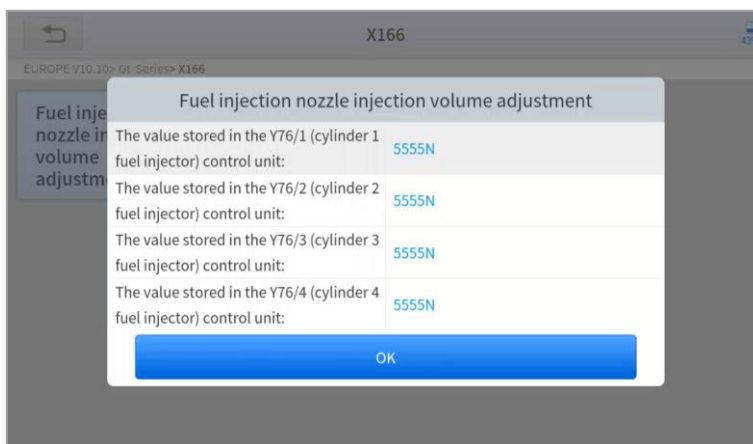 X166
EUROPE V10.10> GL Series> X166
Fuel injection nozzle injection volume adjustment
Fuel inje
nozzle in
volume
adjustm
The value stored in the Y76/1 (cylinder 1
fuel injector) control unit:
5555N
The value stored in the Y76/2 (cylinder 2
fuel injector) control unit:
5555N
The value stored in the Y76/3 (cylinder 3
fuel injector) control unit:
5555N
The value stored in the Y76/4 (cylinder 4
fuel injector) control unit:
5555N
OK